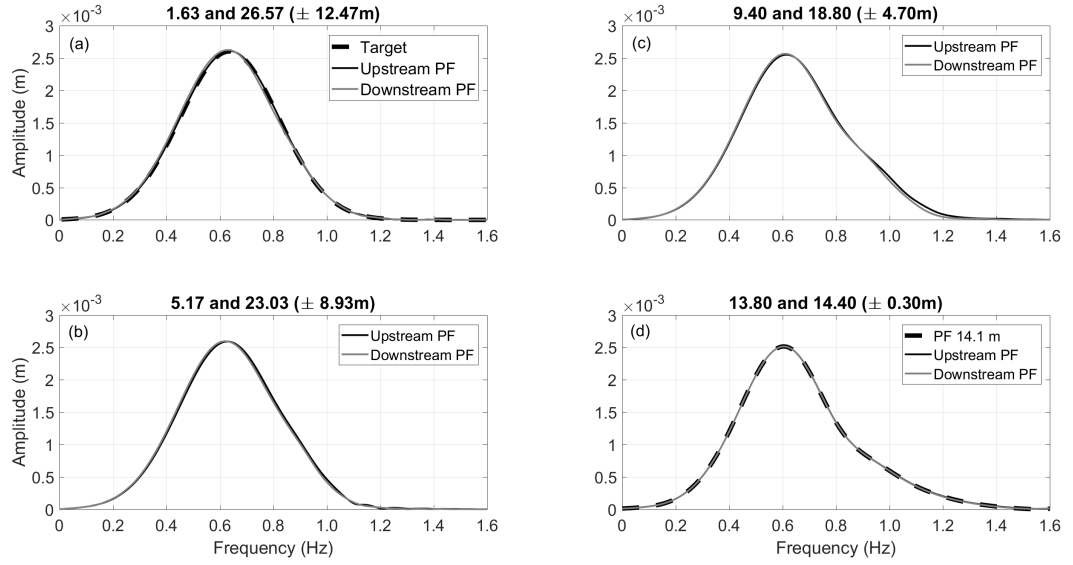 1.63 and 26.57 (± 12.47m)
×10⁻³
(a)
Target
Upstream PF
Downstream PF
3
2.5
2
1.5
1
0.5
0
Amplitude (m)
0 0.2 0.4 0.6 0.8 1.0 1.2 1.4 1.6
9.40 and 18.80 (± 4.70m)
×10⁻³
(c)
Upstream PF
Downstream PF
3
2.5
2
1.5
1
0.5
0
0 0.2 0.4 0.6 0.8 1.0 1.2 1.4 1.6
5.17 and 23.03 (± 8.93m)
×10⁻³
(b)
Upstream PF
Downstream PF
3
2.5
2
1.5
1
0.5
0
Amplitude (m)
0 0.2 0.4 0.6 0.8 1.0 1.2 1.4 1.6
Frequency (Hz)
13.80 and 14.40 (± 0.30m)
×10⁻³
(d)
PF 14.1 m
Upstream PF
Downstream PF
3
2.5
2
1.5
1
0.5
0
0 0.2 0.4 0.6 0.8 1.0 1.2 1.4 1.6
Frequency (Hz)